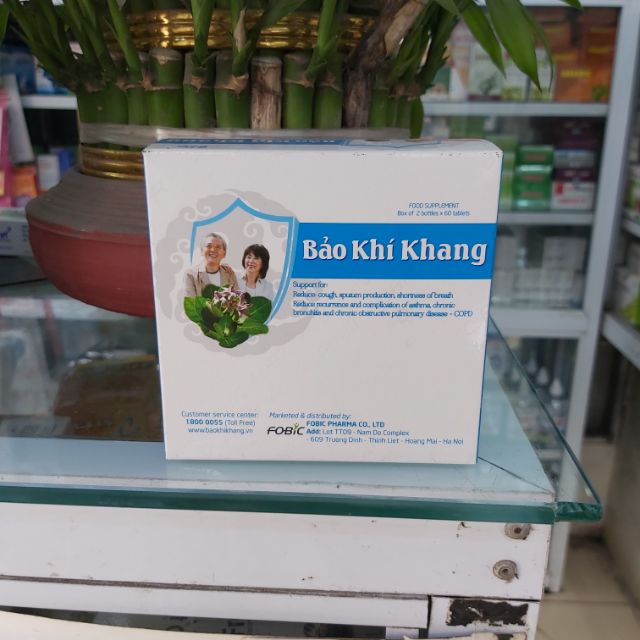 FOOD SUPPLEMENT
Box of 2 bottles x 60 tablets
Bảo Khí Khang
Support for:
Reduce cough, sputum production, shortness of breath
Reduce recurrence and complication of asthma, chronic
bronchitis and chronic obstructive pulmonary disease - COPD
Customer service center:
1800 0055 (Toll Free)
www.baokhikhang.vn
Marketed & distributed by:
FOBIC
FOBIC PHARMA CO., LTD
Add: Lot TT09 - Nam Do Complex
- 609 Truong Dinh - Thinh Liet - Hoang Mai - Ha Noi